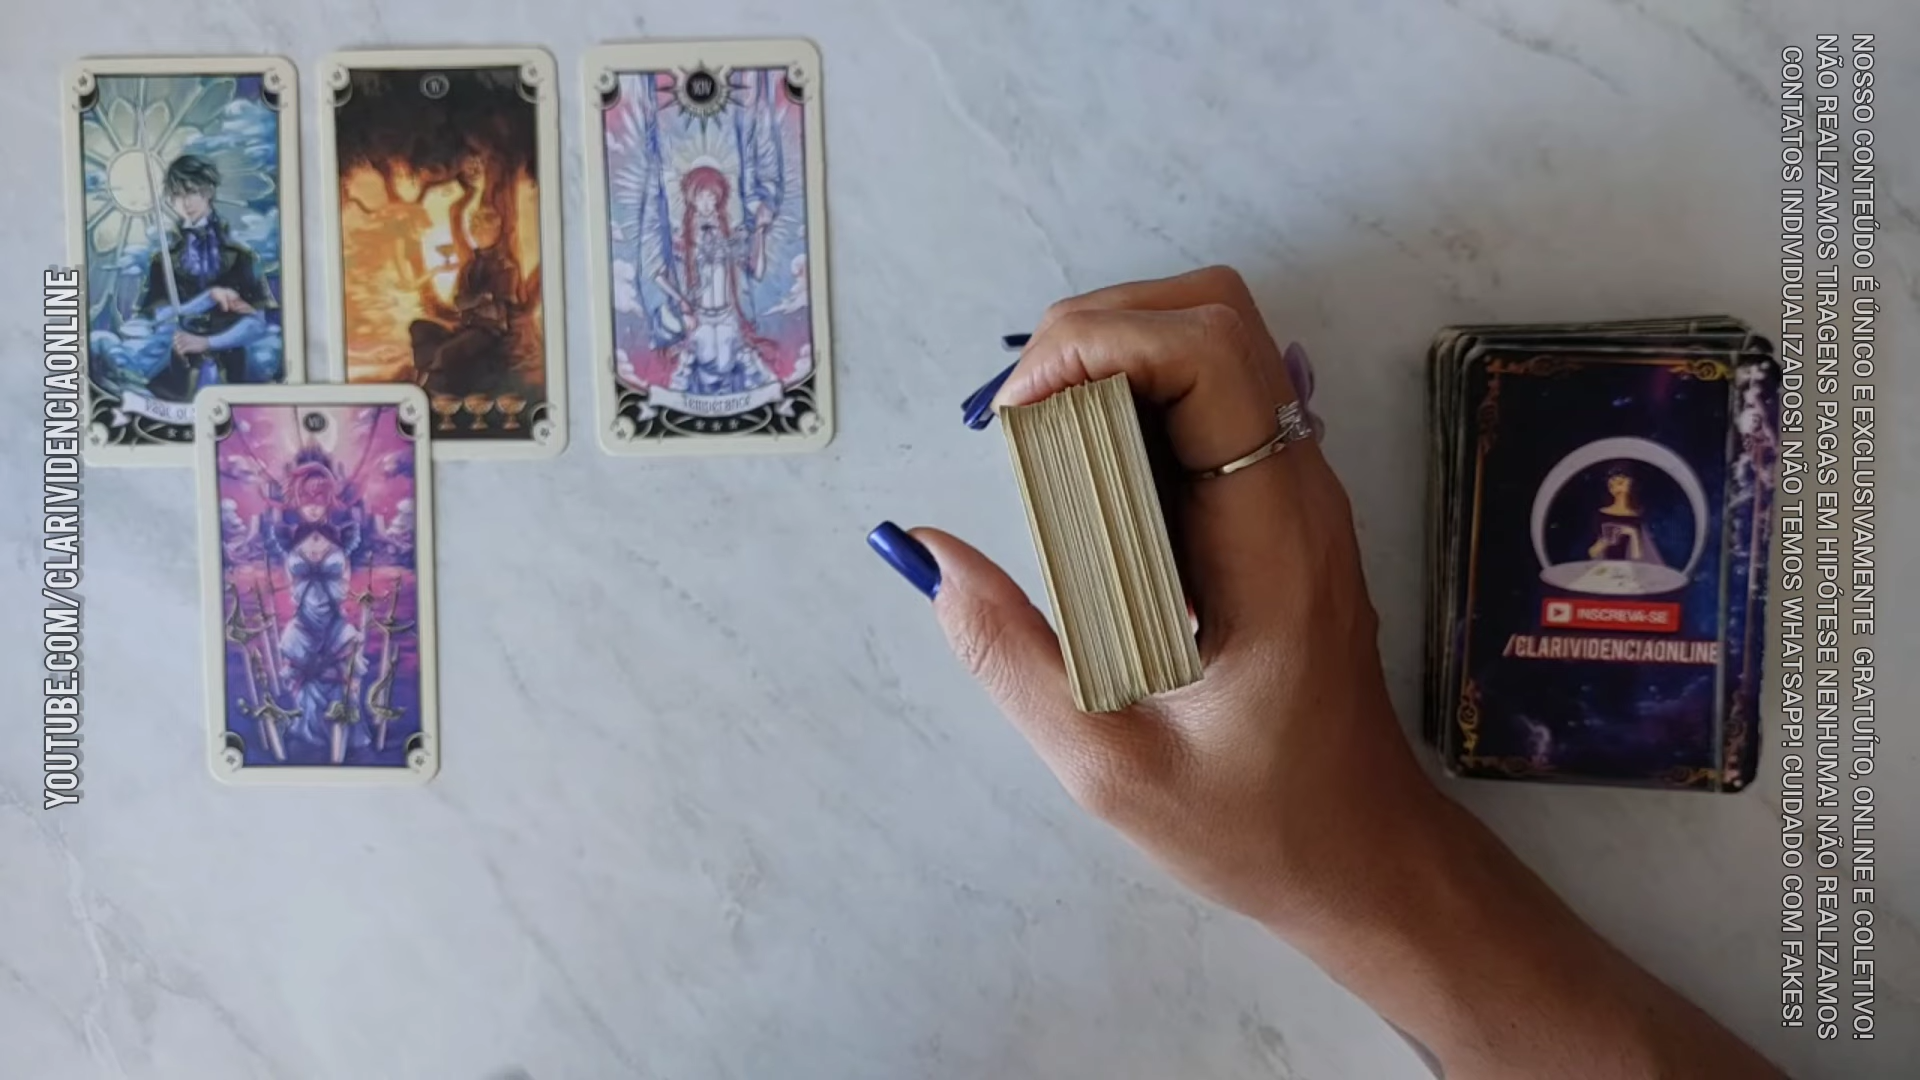 YOUTUBE.COM/CLARIVIDENCIAONLINE
XIV
Temperance
VII
INSCREVA-SE
/CLARIVIDENCIAONLINE
NOSSO CONTEÚDO É ÚNICO E EXCLUSIVAMENTE GRATUÍTO, ONLINE E COLETIVO!
NÃO REALIZAMOS TIRAGENS PAGAS EM HIPÓTESE NENHUMA! NÃO REALIZAMOS
CONTATOS INDIVIDUALIZADOS! NÃO TEMOS WHATSAPP! CUIDADO COM FAKES!